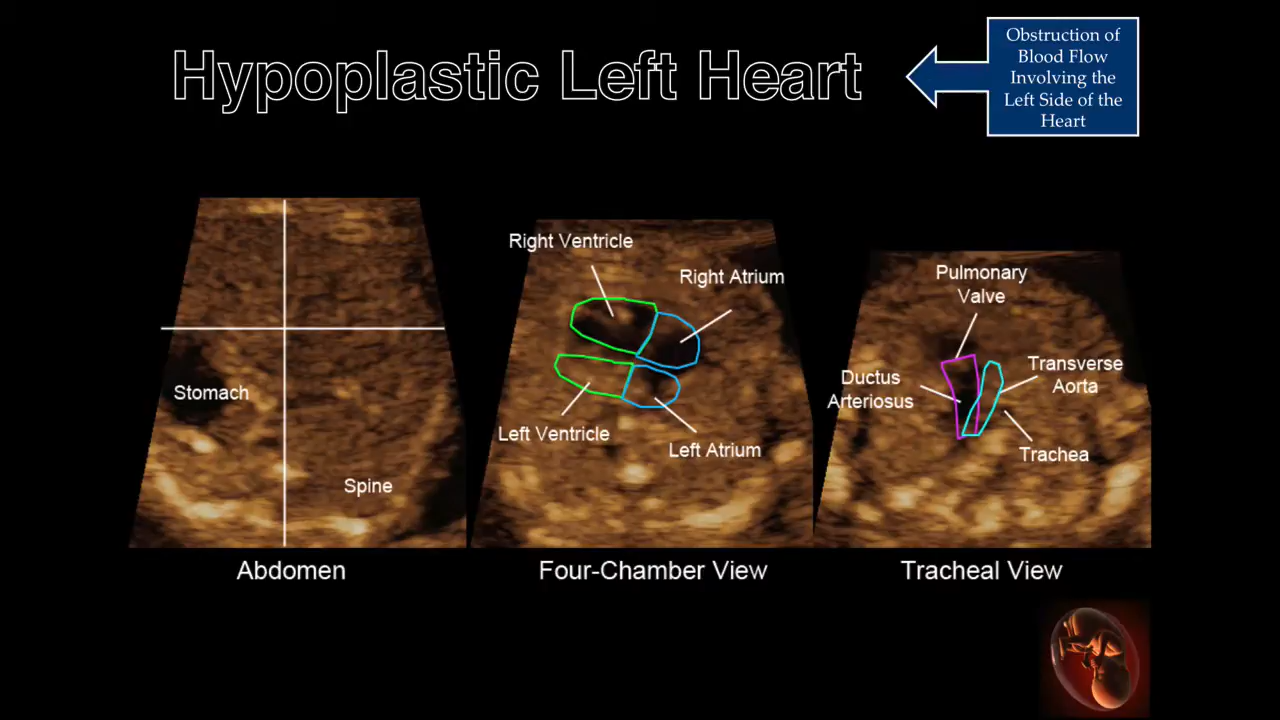 Hypoplastic Left Heart
Obstruction of
Blood Flow
Involving the
Left Side of the
Heart
Stomach
Spine
Abdomen
Right Ventricle
Right Atrium
Left Ventricle
Left Atrium
Four-Chamber View
Pulmonary
Valve
Ductus
Arteriosus
Transverse
Aorta
Trachea
Tracheal View